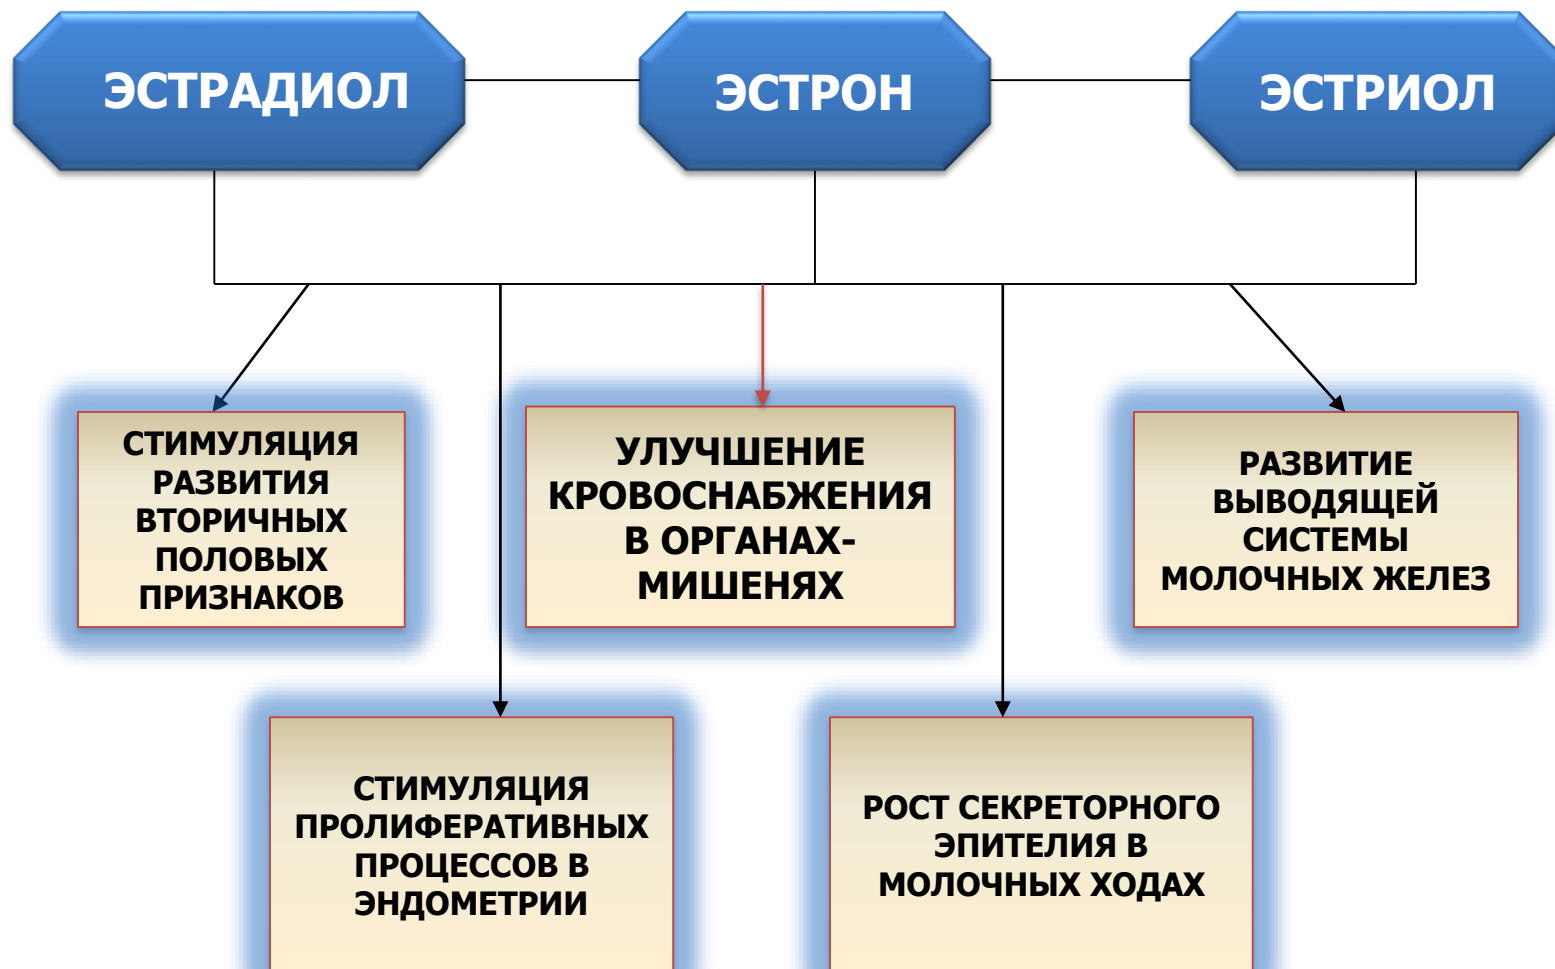 ЭСТРАДИОЛ
ЭСТРОН
ЭСТРИОЛ
СТИМУЛЯЦИЯ
РАЗВИТИЯ
ВТОРИЧНЫХ
ПОЛОВЫХ
ПРИЗНАКОВ
УЛУЧШЕНИЕ
КРОВОСНАБЖЕНИЯ
В ОРГАНАХ-
МИШЕНЯХ
РАЗВИТИЕ
ВЫВОДЯЩЕЙ
СИСТЕМЫ
МОЛОЧНЫХ ЖЕЛЕЗ
СТИМУЛЯЦИЯ
ПРОЛИФЕРАТИВНЫХ
ПРОЦЕССОВ В
ЭНДОМЕТРИИ
РОСТ СЕКРЕТОРНОГО
ЭПИТЕЛИЯ В
МОЛОЧНЫХ ХОДАХ